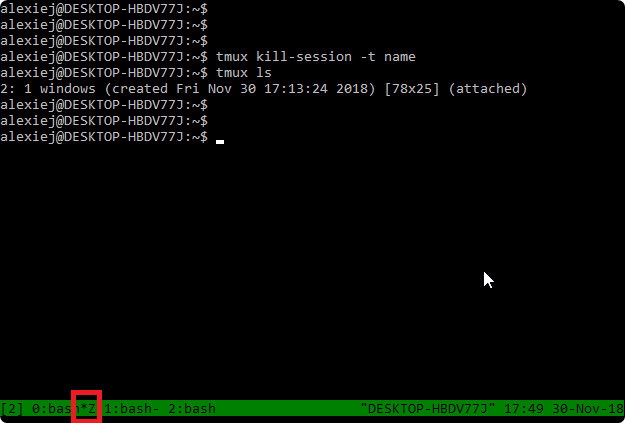 alexiej@DESKTOP-HBDV77J:~$
alexiej@DESKTOP-HBDV77J:~$
alexiej@DESKTOP-HBDV77J:~$
alexiej@DESKTOP-HBDV77J:~$ tmux kill-session -t name
alexiej@DESKTOP-HBDV77J:~$ tmux ls
2: 1 windows (created Fri Nov 30 17:13:24 2018) [78x25] (attached)
alexiej@DESKTOP-HBDV77J:~$
alexiej@DESKTOP-HBDV77J:~$
alexiej@DESKTOP-HBDV77J:~$
[2] 0:bash*Z 1:bash- 2:bash "DESKTOP-HBDV77J" 17:49 30-Nov-18